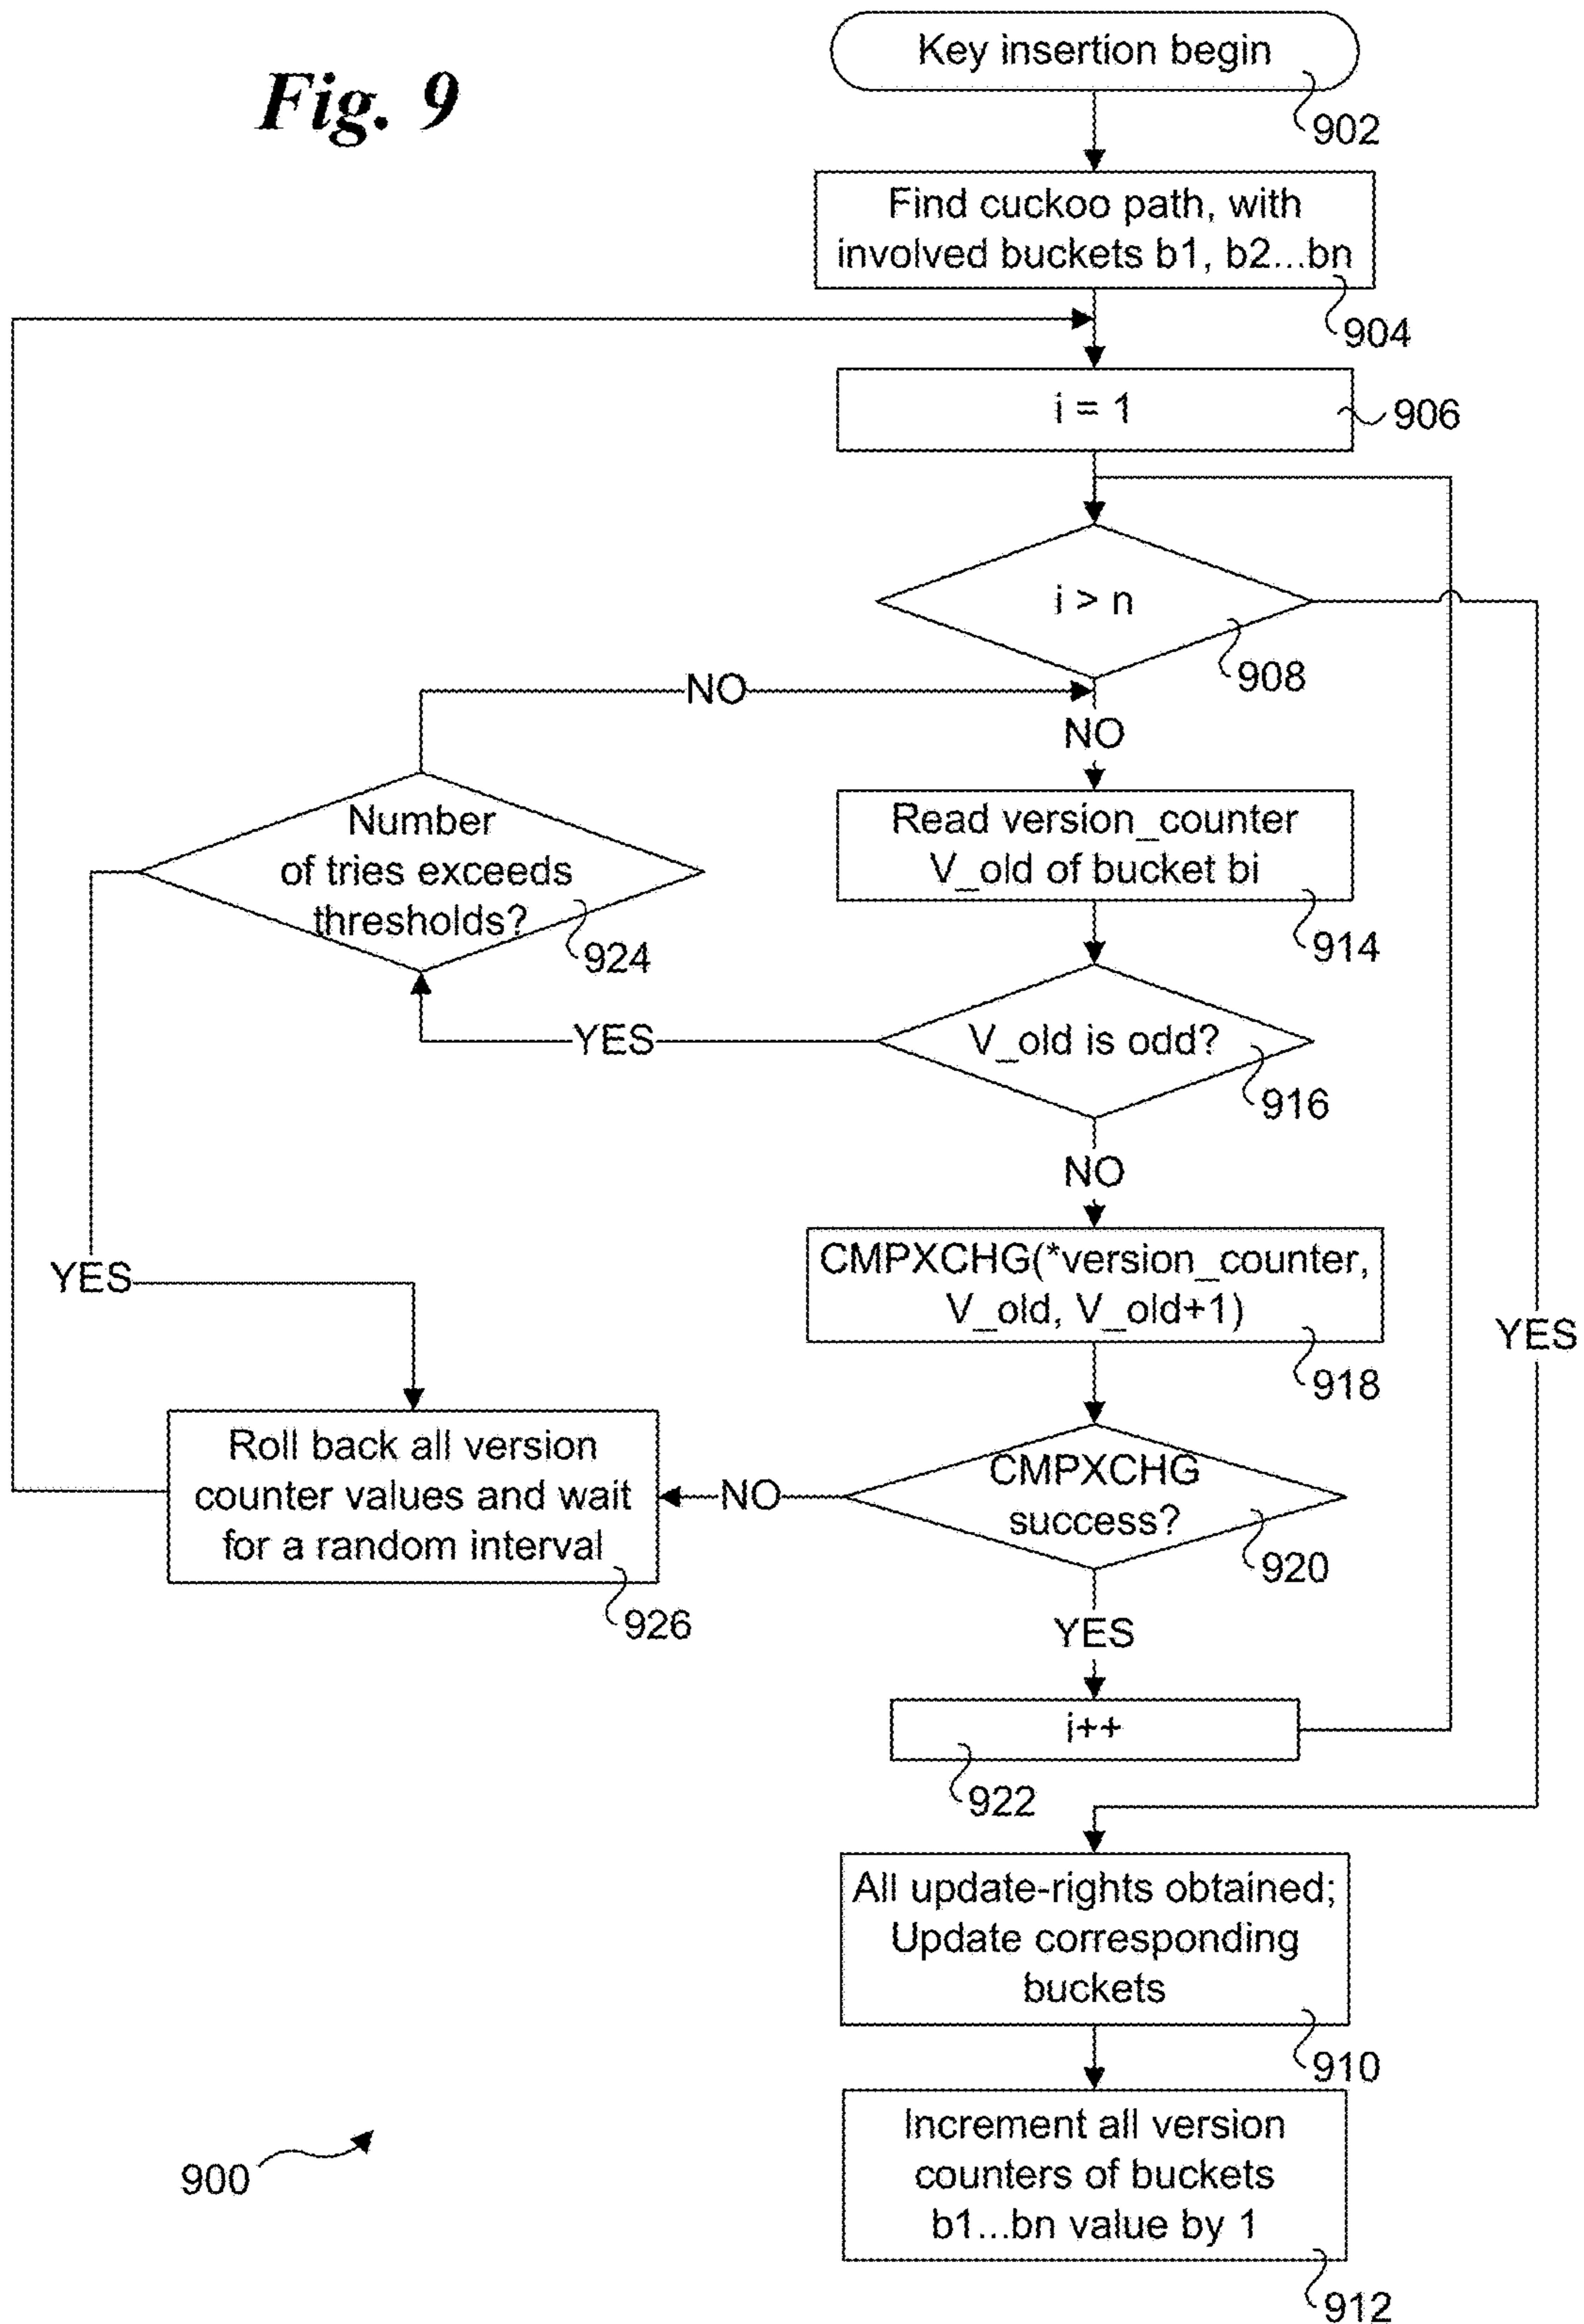 Fig. 9
Key insertion begin
902
Find cuckoo path, with
involved buckets b1, b2...bn
904
i = 1
906
i > n
908
NO
NO
Number
of tries exceeds
thresholds?
924
Read version_counter
V_old of bucket bi
914
YES
V_old is odd?
916
NO
YES
CMPXCHG(*version_counter,
V_old, V_old+1)
918
YES
Roll back all version
counter values and wait
for a random interval
926
NO
CMPXCHG
success?
920
YES
i++
922
All update-rights obtained;
Update corresponding
buckets
910
900
Increment all version
counters of buckets
b1...bn value by 1
912